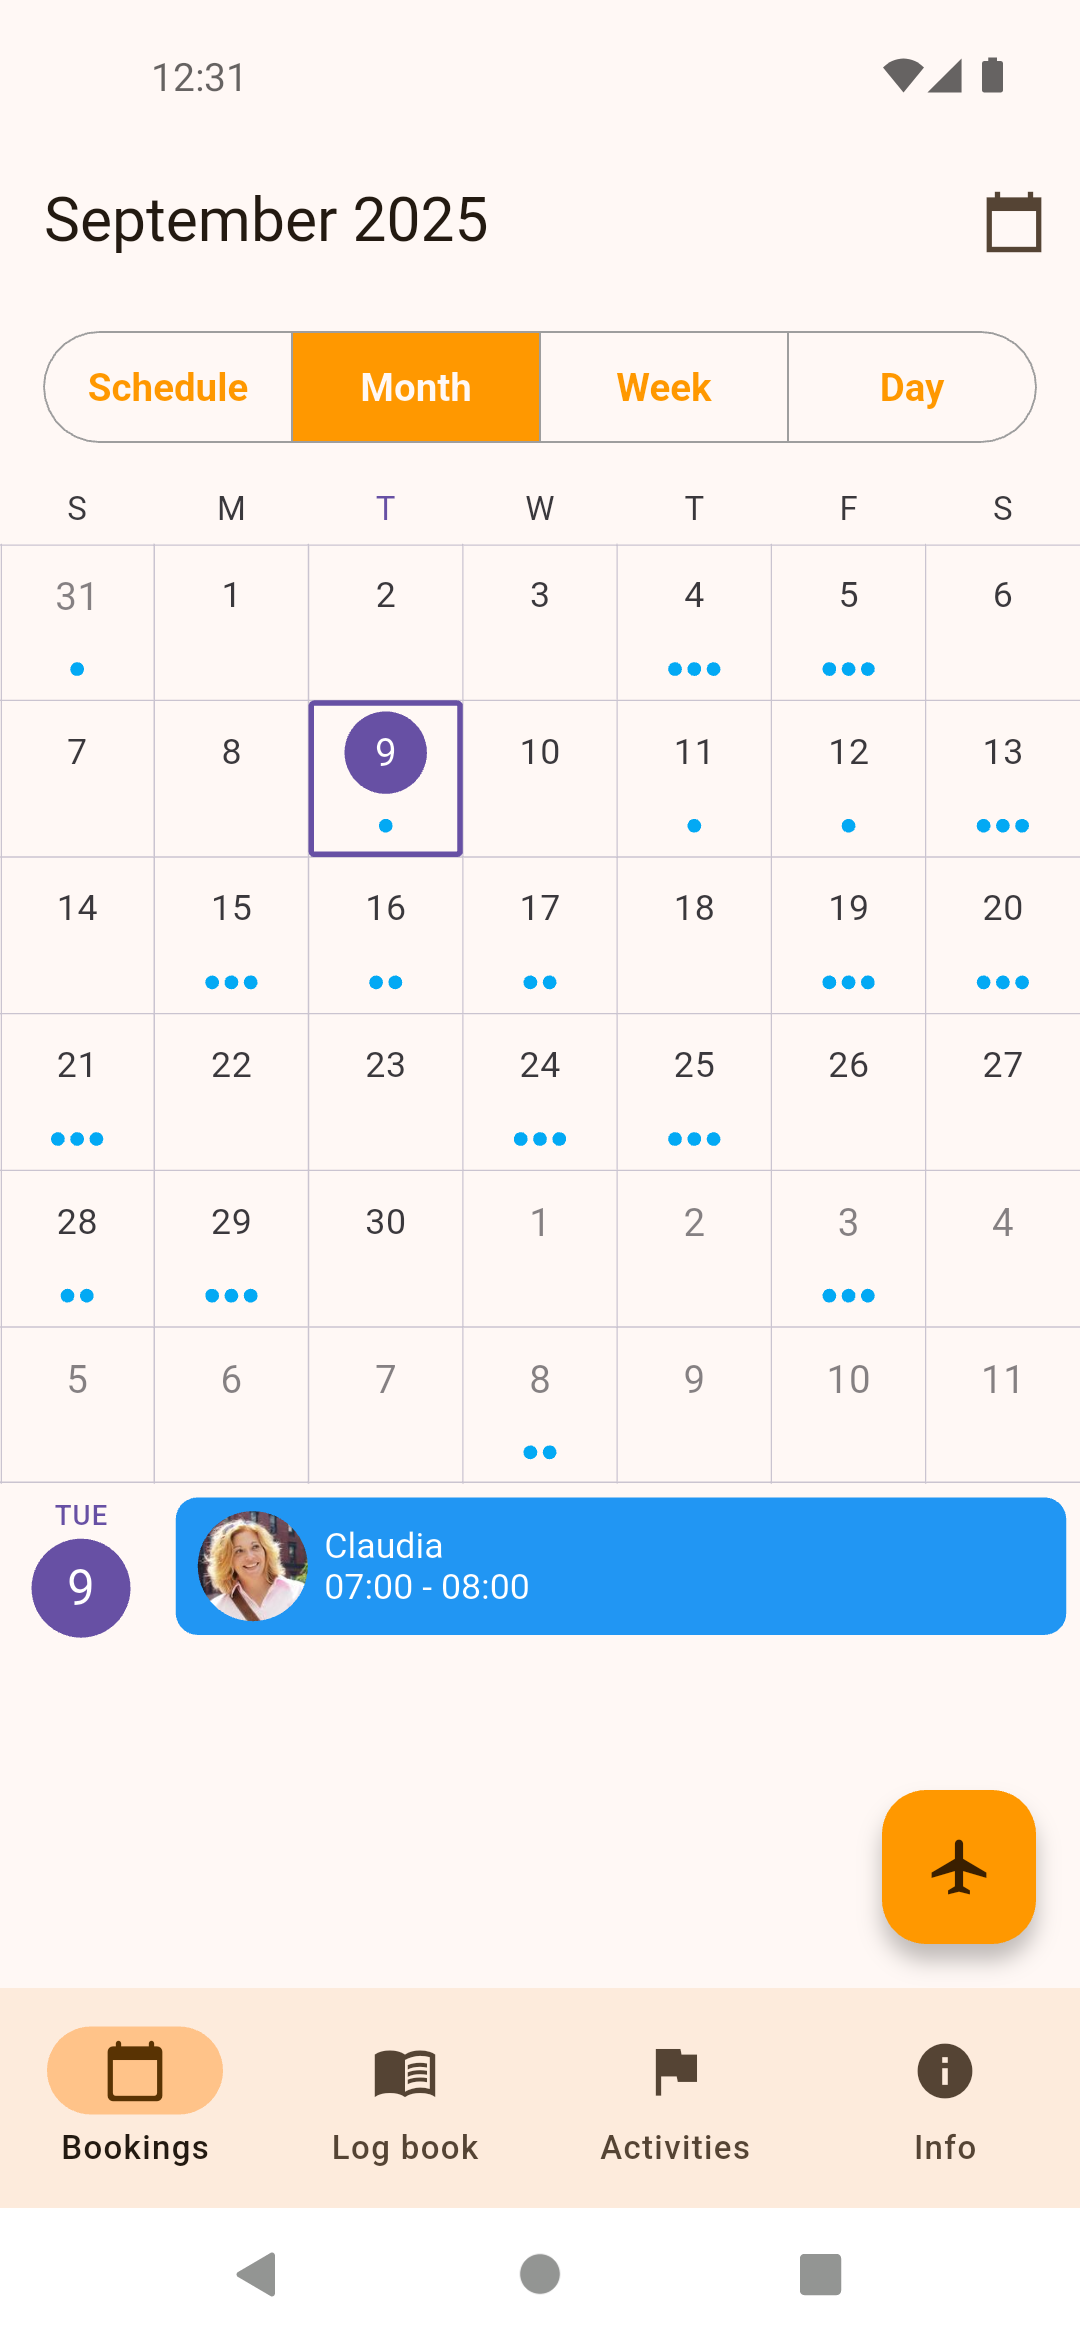 12:31
September 2025
Schedule Month Week Day
S M T W T F S
31 1 2 3 4 5 6
7 8 9 10 11 12 13
14 15 16 17 18 19 20
21 22 23 24 25 26 27
28 29 30 1 2 3 4
5 6 7 8 9 10 11
TUE
9
Claudia
07:00 - 08:00
Bookings Log book Activities Info